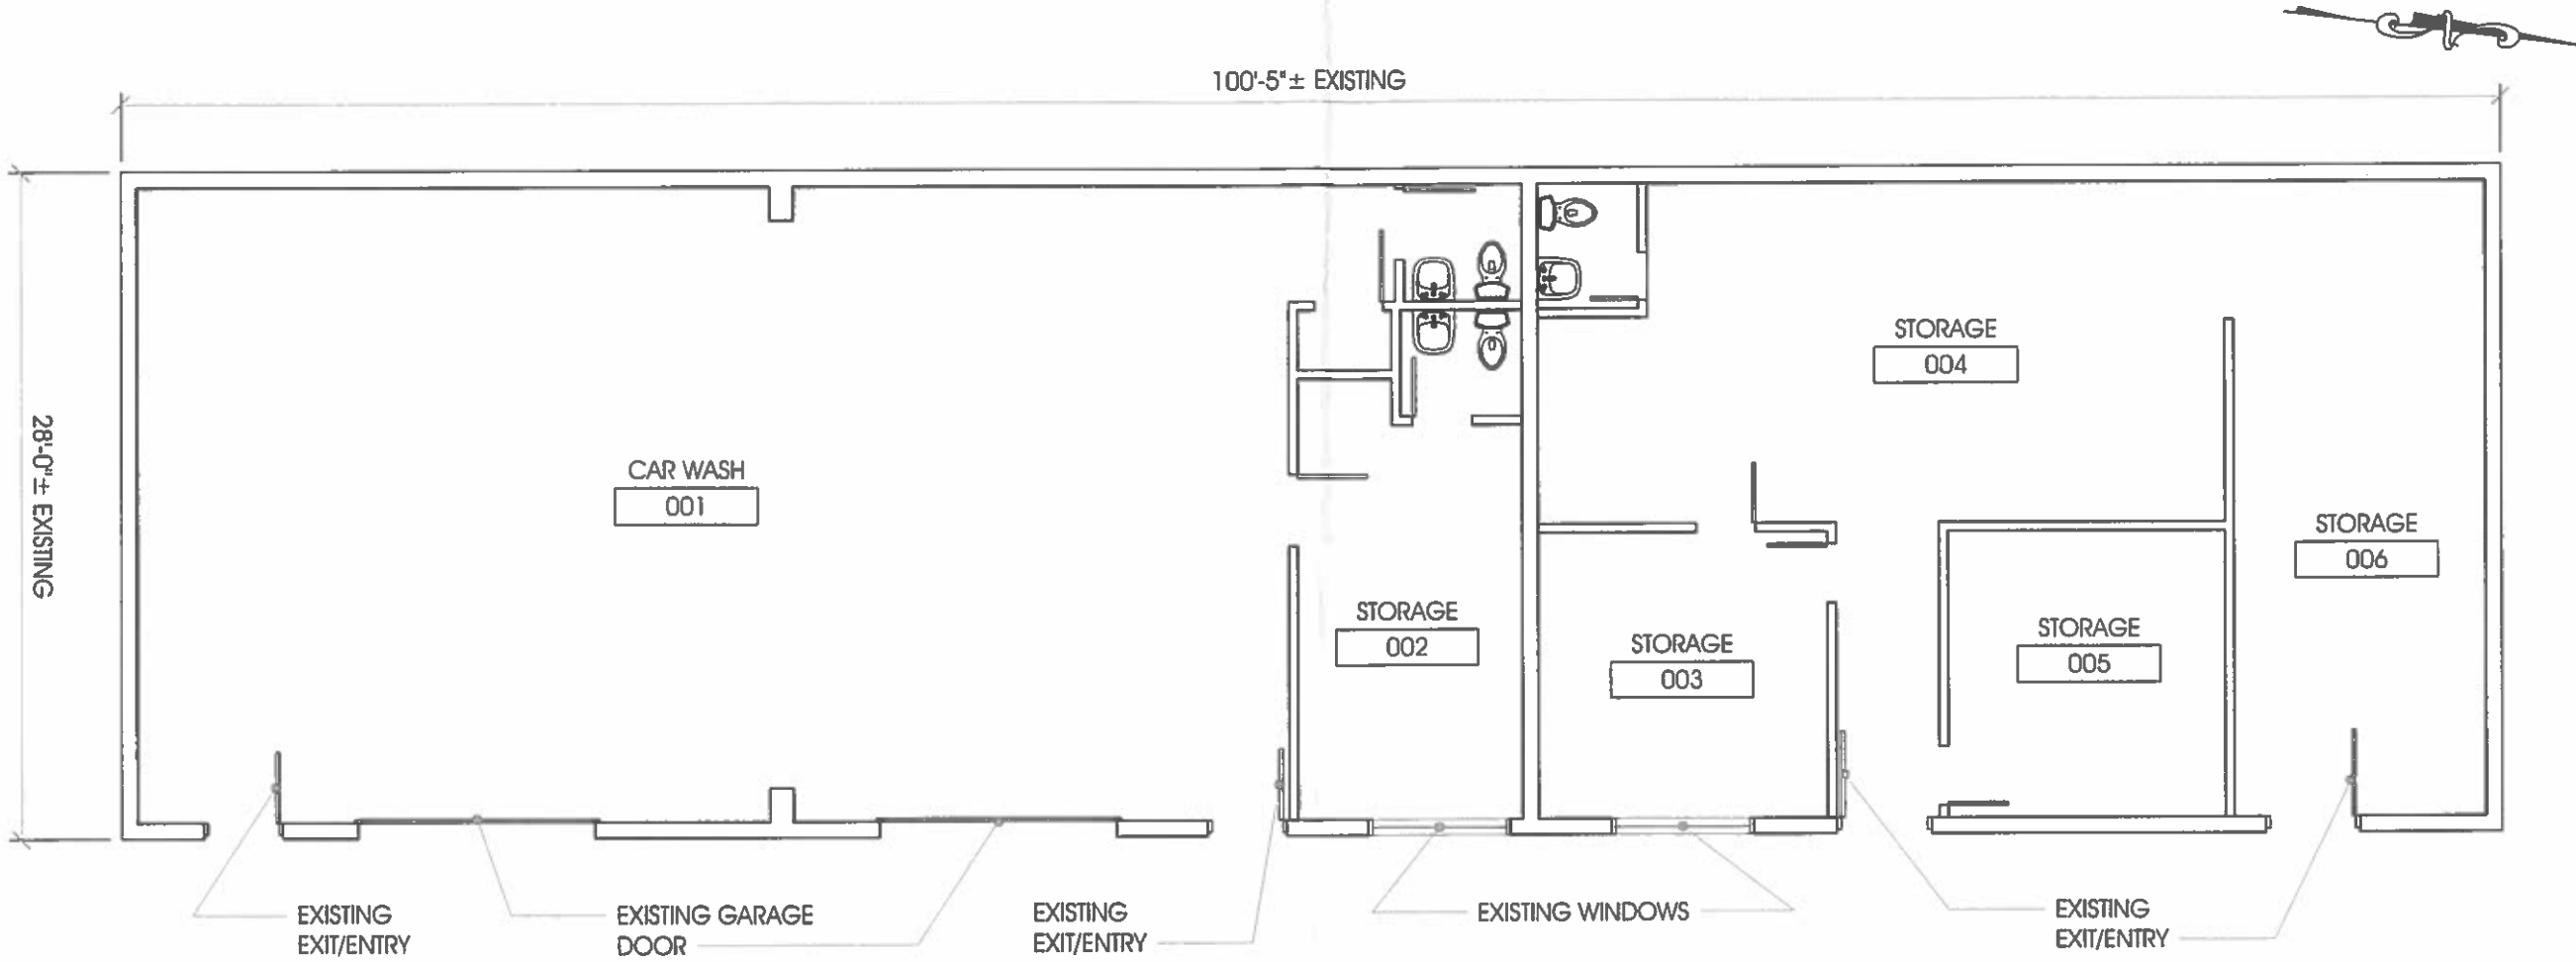 100'-5"± EXISTING
28'-0"± EXISTING
CAR WASH
001
STORAGE
002
STORAGE
003
STORAGE
004
STORAGE
005
STORAGE
006
EXISTING
EXIT/ENTRY
EXISTING GARAGE
DOOR
EXISTING
EXIT/ENTRY
EXISTING WINDOWS
EXISTING
EXIT/ENTRY